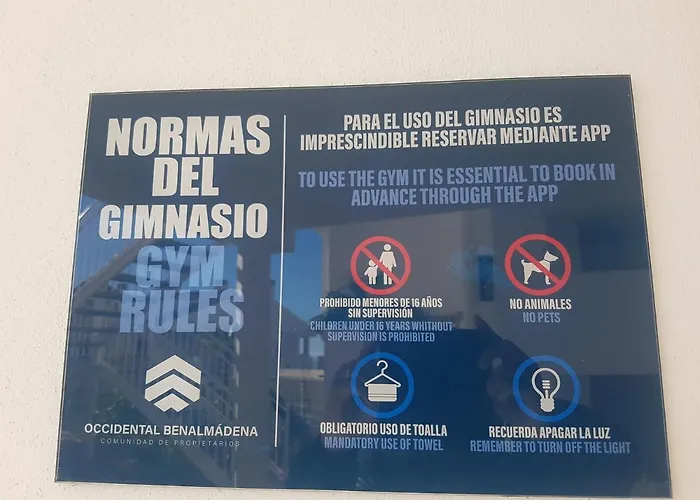 NORMAS
DEL
GIMNASIO
GYM
RULES
OCCIDENTAL BENALMÁDENA
COMUNIDAD DE PROPIETARIOS
PARA EL USO DEL GIMNASIO ES
IMPRESCINDIBLE RESERVAR MEDIANTE APP
TO USE THE GYM IT IS ESSENTIAL TO BOOK IN
ADVANCE THROUGH THE APP
PROHIBIDO MENORES DE 16 AÑOS
SIN SUPERVISIÓN
CHILDREN UNDER 16 YEARS WHITHOUT
SUPERVISION IS PROHIBITED
NO ANIMALES
NO PETS
OBLIGATORIO USO DE TOALLA
MANDATORY USE OF TOWEL
RECUERDA APAGAR LA LUZ
REMEMBER TO TURN OFF THE LIGHT